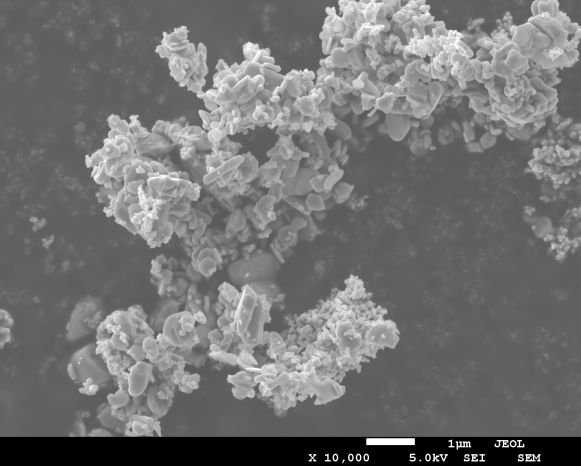 1µm JEOL
X 10,000 5.0kV SEI SEM